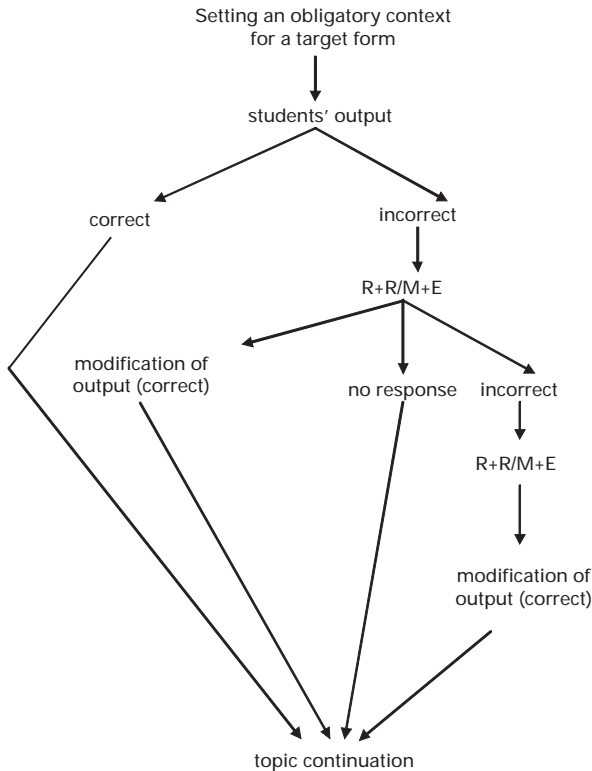 Setting an obligatory context
for a target form
students' output
correct
incorrect
R+R/M+E
modification of
output (correct)
no response
incorrect
R+R/M+E
modification of
output (correct)
topic continuation